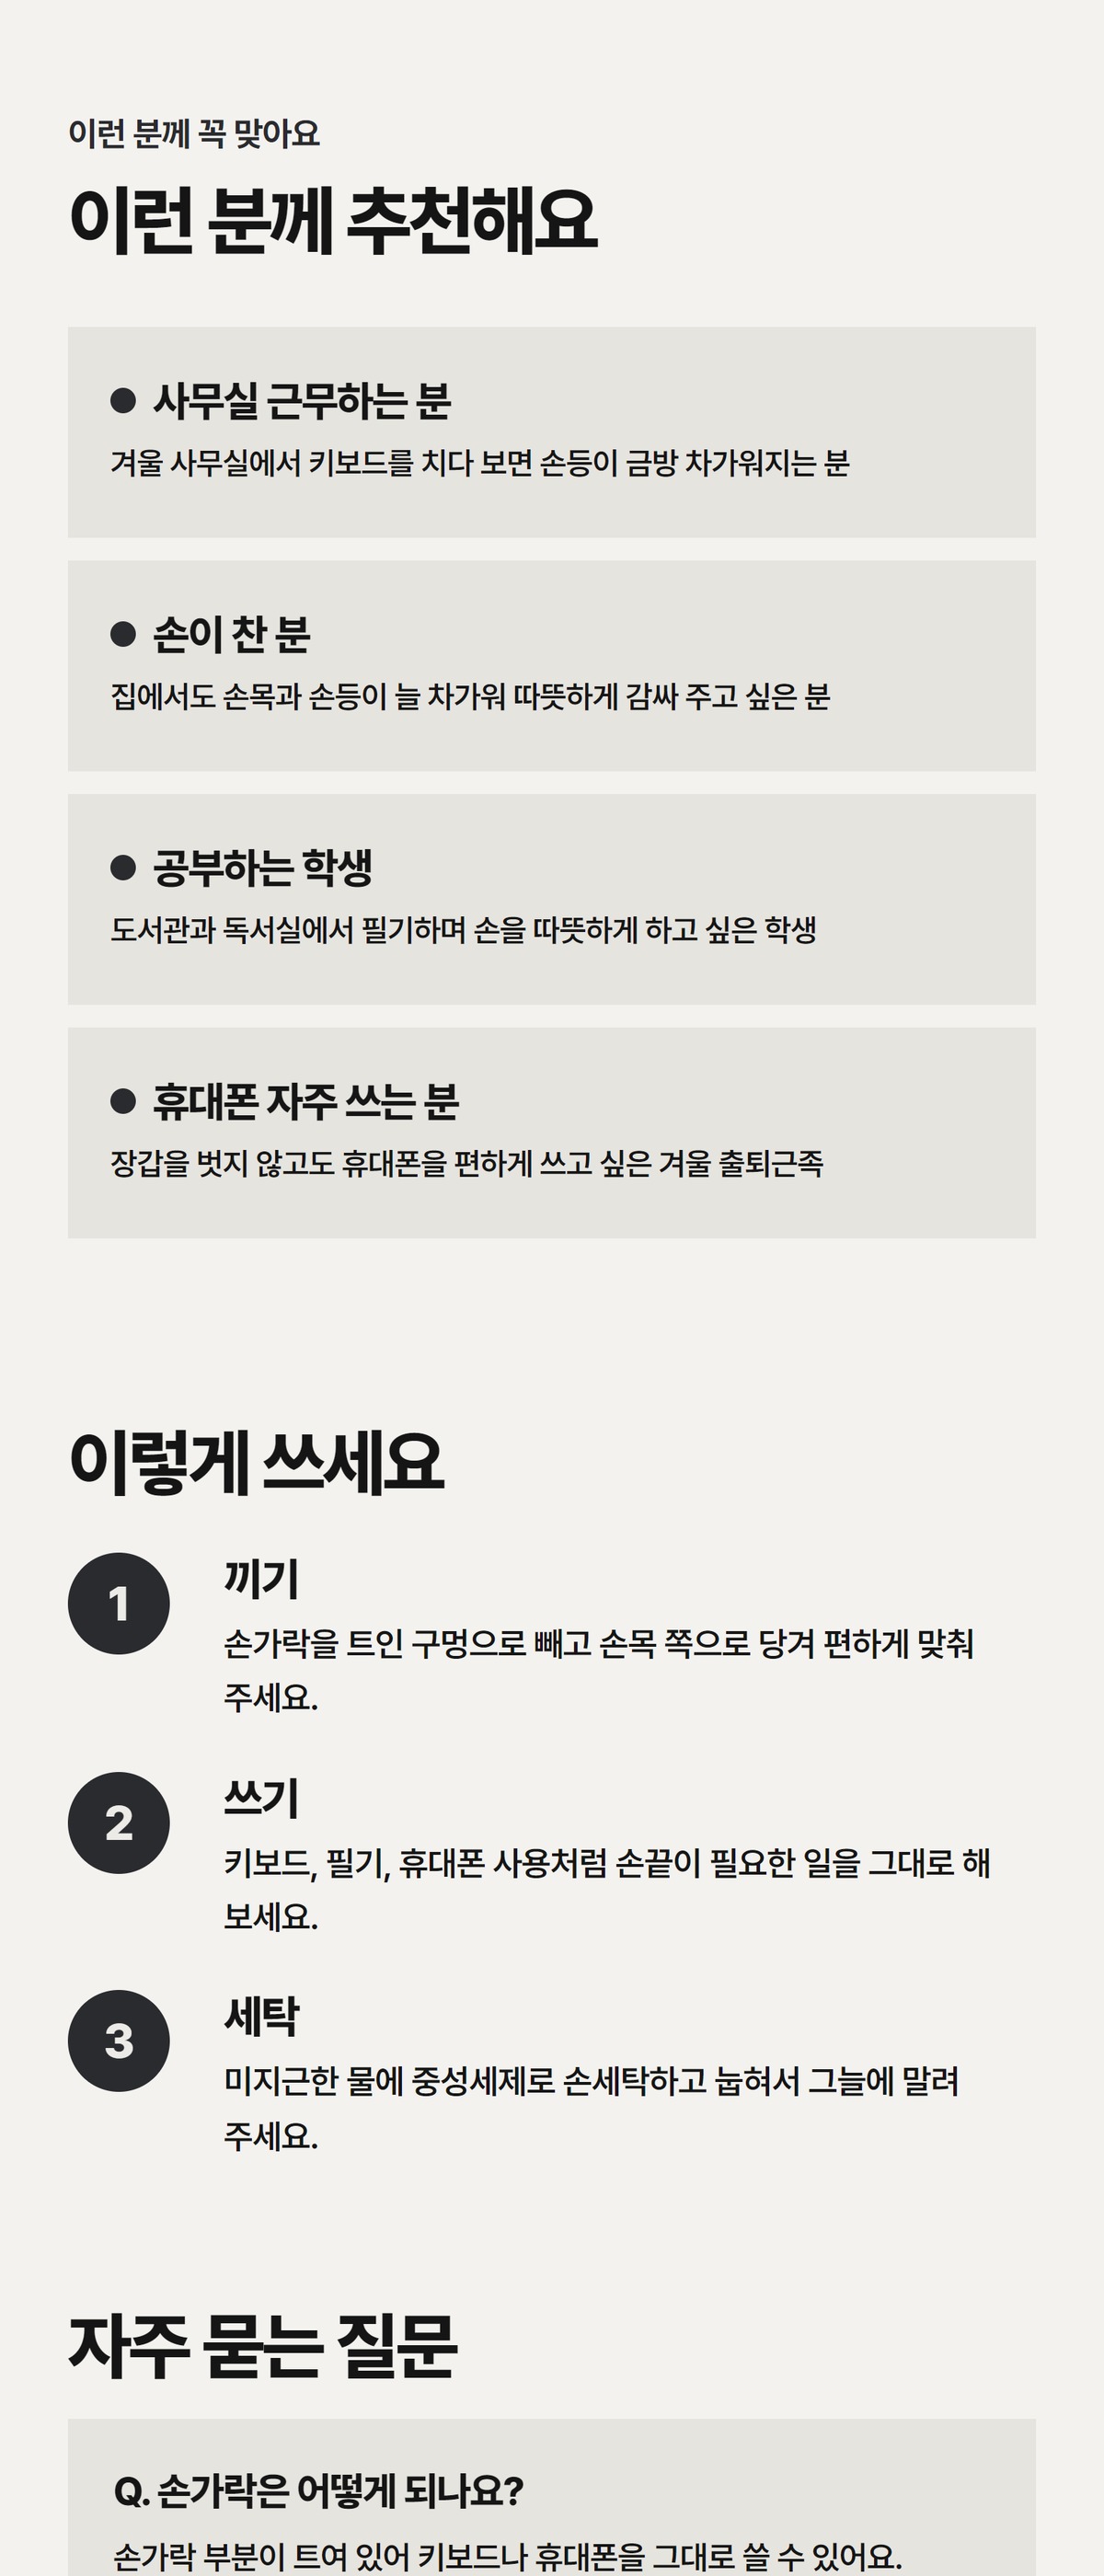 이런 분께 꼭 맞아요
이런 분께 추천해요
사무실 근무하는 분
겨울 사무실에서 키보드를 치다 보면 손등이 금방 차가워지는 분
손이 찬 분
집에서도 손목과 손등이 늘 차가워 따뜻하게 감싸 주고 싶은 분
공부하는 학생
도서관과 독서실에서 필기하며 손을 따뜻하게 하고 싶은 학생
휴대폰 자주 쓰는 분
장갑을 벗지 않고도 휴대폰을 편하게 쓰고 싶은 겨울 출퇴근족
이렇게 쓰세요
1
끼기
손가락을 트인 구멍으로 빼고 손목 쪽으로 당겨 편하게 맞춰
주세요.
2
쓰기
키보드, 필기, 휴대폰 사용처럼 손끝이 필요한 일을 그대로 해
보세요.
3
세탁
미지근한 물에 중성세제로 손세탁하고 눕혀서 그늘에 말려
주세요.
자주 묻는 질문
Q. 손가락은 어떻게 되나요?
손가락 부분이 트여 있어 키보드나 휴대폰을 그대로 쓸 수 있어요.